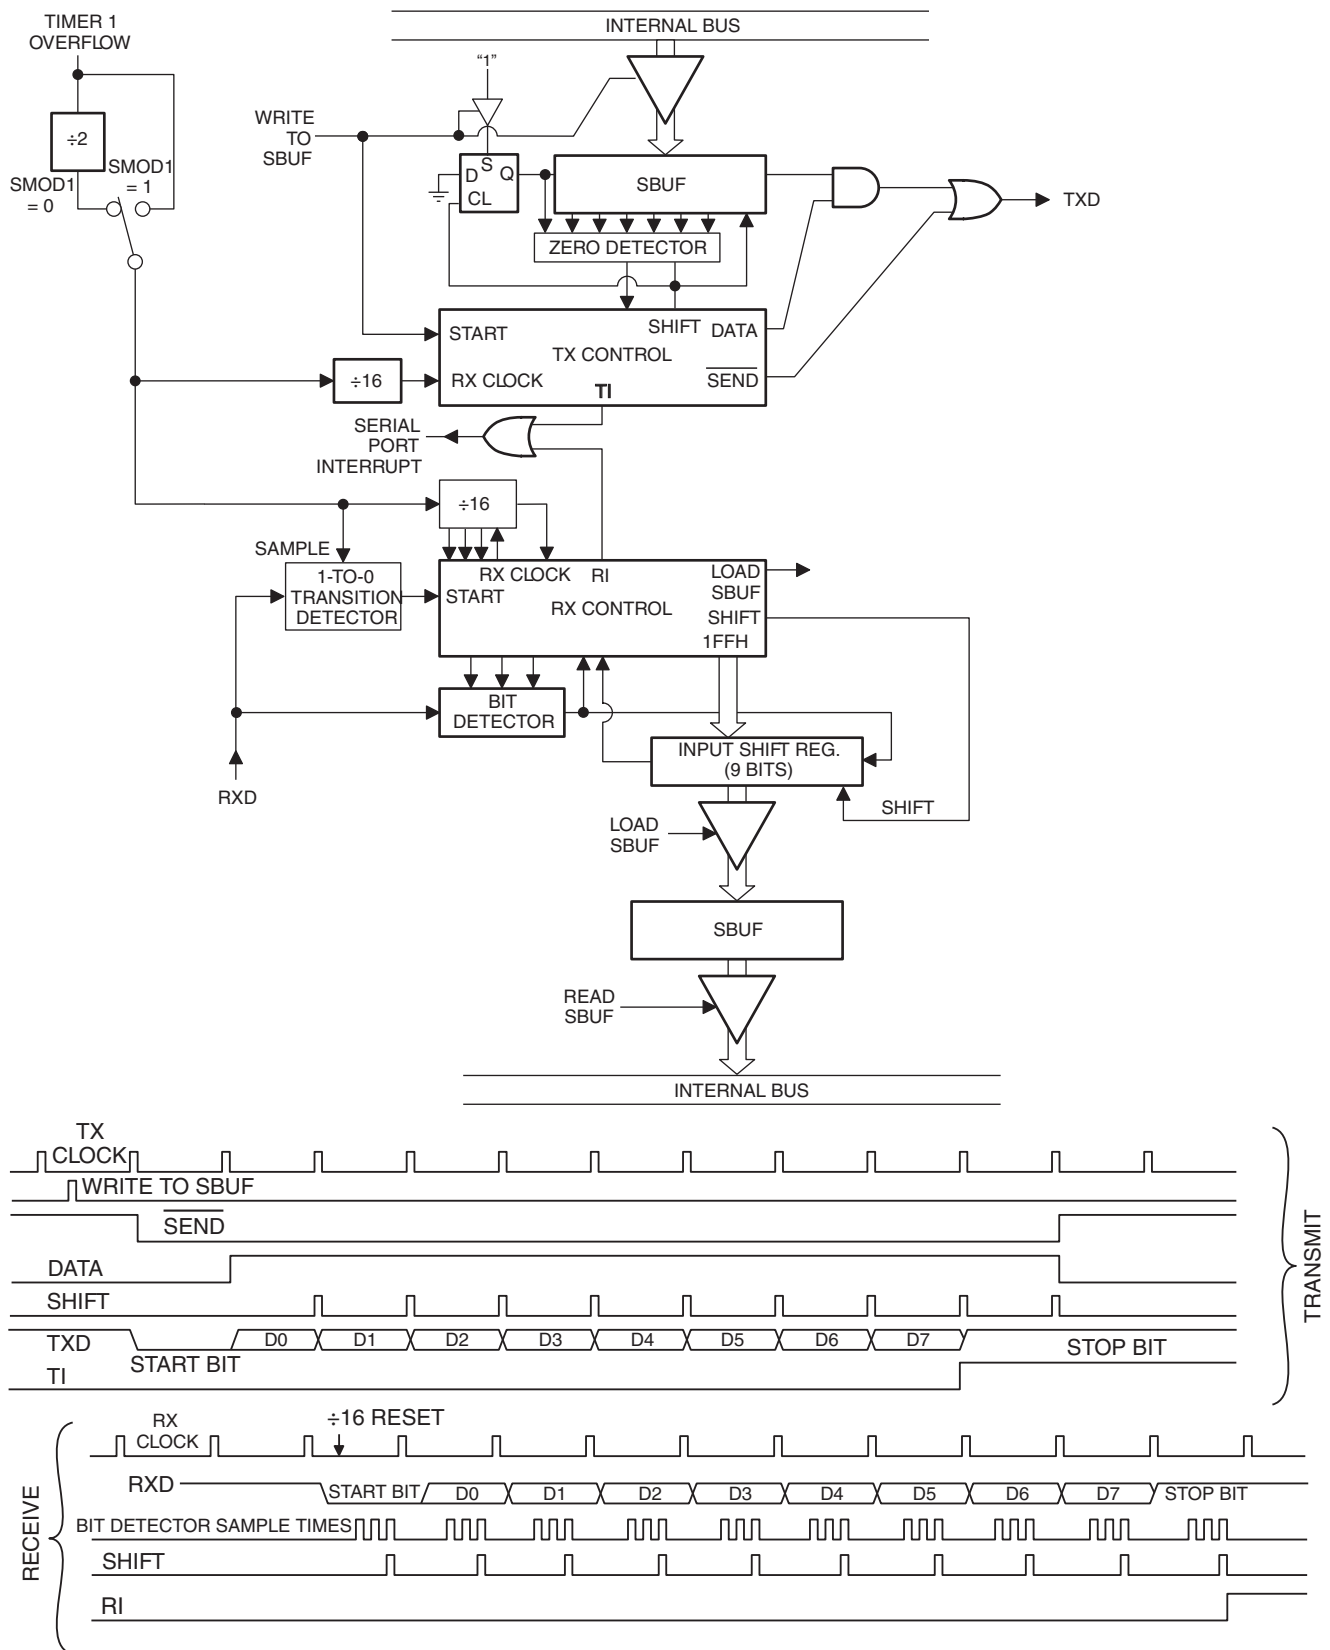 TIMER 1
OVERFLOW
INTERNAL BUS
“1”
WRITE
TO
SBUF
÷2
SMOD1
= 1
SMOD1
= 0
S
D
Q
CL
SBUF
TXD
ZERO DETECTOR
START
SHIFT
DATA
TX CONTROL
÷16
RX CLOCK
TI
SEND
SERIAL
PORT
INTERRUPT
÷16
SAMPLE
1-TO-0
TRANSITION
DETECTOR
RX CLOCK
RI
LOAD
SBUF
START
RX CONTROL
SHIFT
1FFH
BIT
DETECTOR
INPUT SHIFT REG.
(9 BITS)
RXD
SHIFT
LOAD
SBUF
SBUF
READ
SBUF
INTERNAL BUS
TX
CLOCK
WRITE TO SBUF
SEND
DATA
SHIFT
TXD
D0 D1 D2 D3 D4 D5 D6 D7
START BIT
STOP BIT
TI
TRANSMIT
RX
CLOCK
÷16 RESET
RXD
START BIT D0 D1 D2 D3 D4 D5 D6 D7 STOP BIT
BIT DETECTOR SAMPLE TIMES
SHIFT
RI
RECEIVE